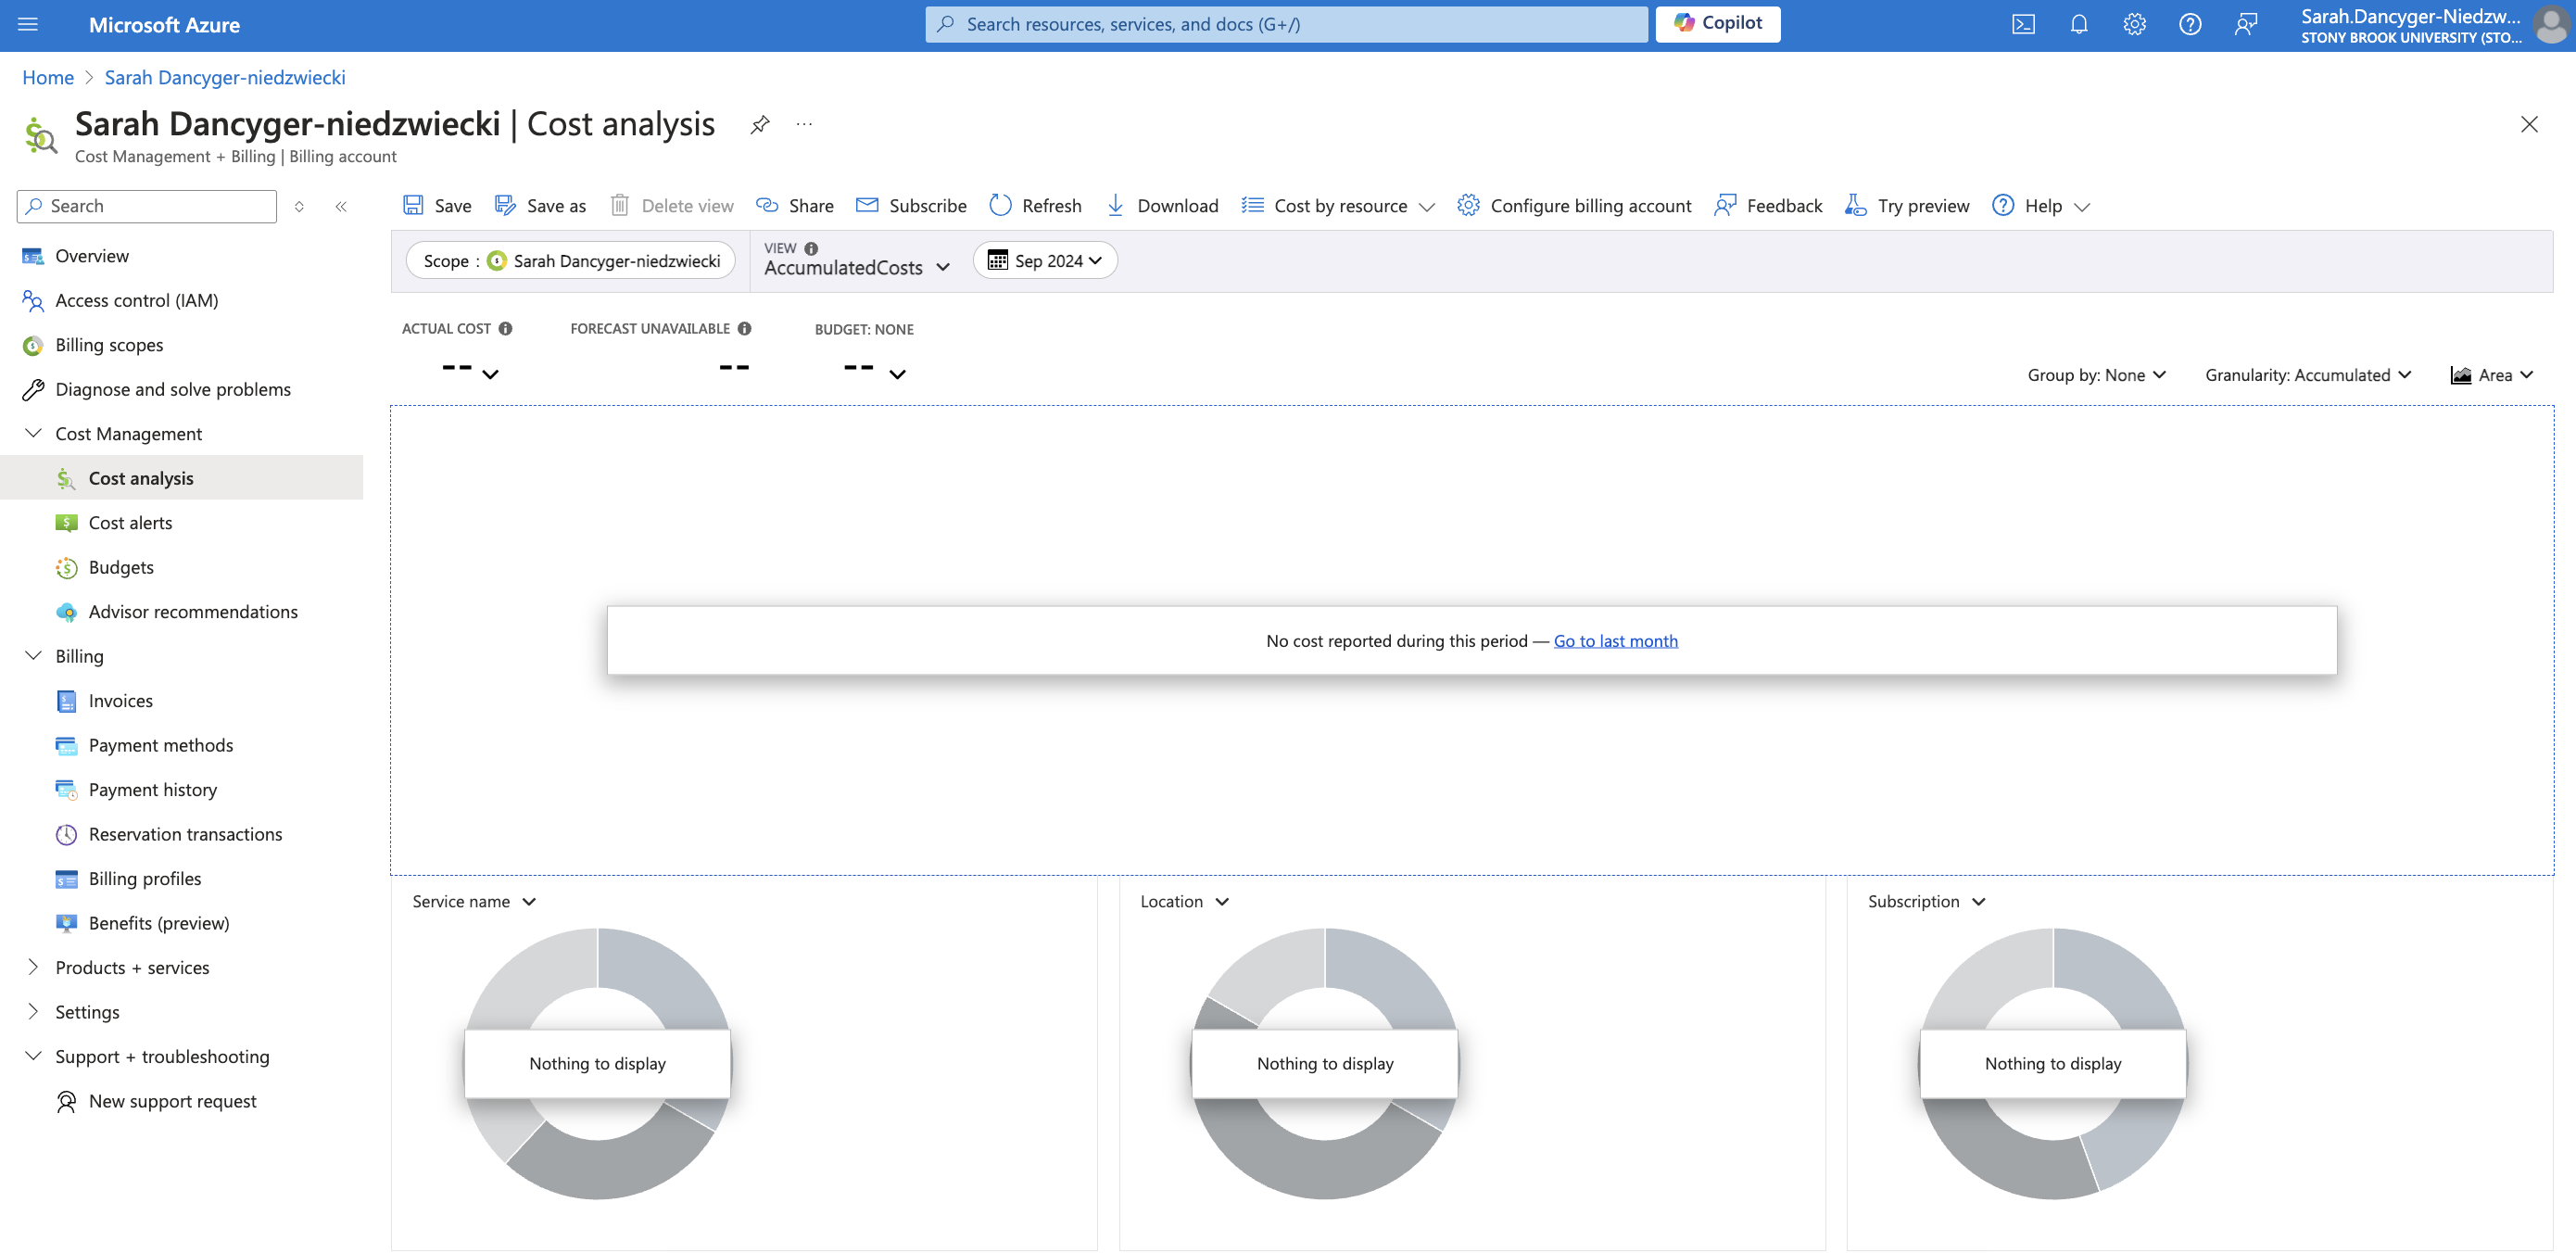 Microsoft Azure
Search resources, services, and docs (G+/)
Copilot
Sarah.Dancyger-Niedzw...
STONY BROOK UNIVERSITY (STO...
Home > Sarah Dancyger-niedzwiecki
Sarah Dancyger-niedzwiecki | Cost analysis
Cost Management + Billing | Billing account
Search
Overview
Access control (IAM)
Billing scopes
Diagnose and solve problems
Cost Management
Cost analysis
Cost alerts
Budgets
Advisor recommendations
Billing
Invoices
Payment methods
Payment history
Reservation transactions
Billing profiles
Benefits (preview)
Products + services
Settings
Support + troubleshooting
New support request
Save Save as Delete view Share Subscribe Refresh Download Cost by resource Configure billing account Feedback Try preview Help
Scope : Sarah Dancyger-niedzwiecki
VIEW
AccumulatedCosts
Sep 2024
ACTUAL COST FORECAST UNAVAILABLE BUDGET: NONE
-- -- --
Group by: None Granularity: Accumulated Area
No cost reported during this period — Go to last month
Service name Location Subscription
Nothing to display Nothing to display Nothing to display